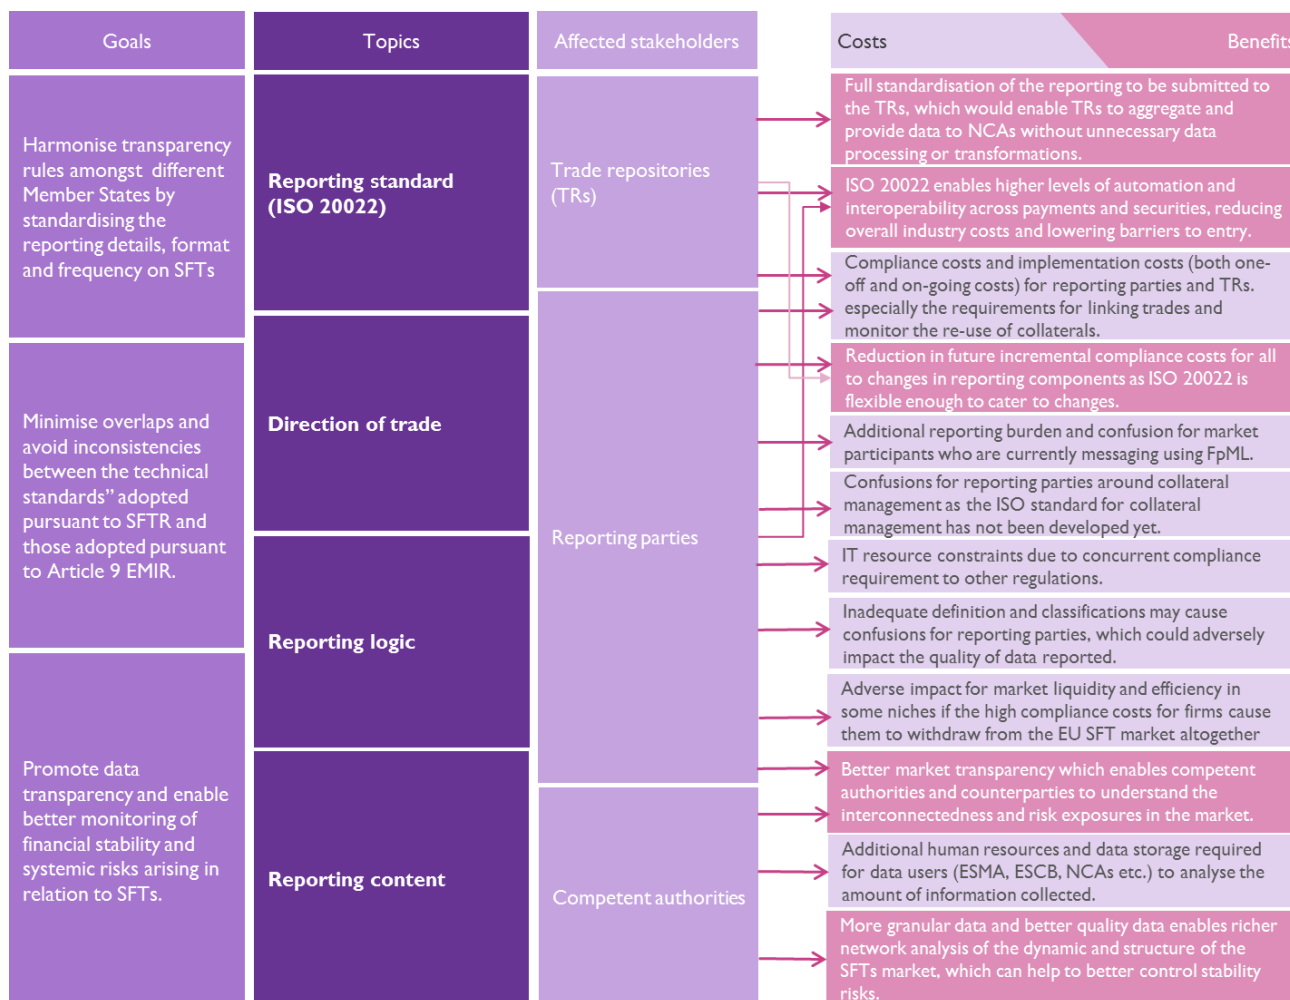 Goals
Topics
Affected stakeholders
Costs
Benefits
Harmonise transparency
rules amongst different
Member States by
standardising the
reporting details, format
and frequency on SFTs
Minimise overlaps and
avoid inconsistencies
between the technical
standards” adopted
pursuant to SFTR and
those adopted pursuant
to Article 9 EMIR.
Promote data
transparency and enable
better monitoring of
financial stability and
systemic risks arising in
relation to SFTs.
Reporting standard
(ISO 20022)
Direction of trade
Reporting logic
Reporting content
Trade repositories
(TRs)
Reporting parties
Competent authorities
Full standardisation of the reporting to be submitted to
the TRs, which would enable TRs to aggregate and
provide data to NCAs without unnecessary data
processing or transformations.
ISO 20022 enables higher levels of automation and
interoperability across payments and securities, reducing
overall industry costs and lowering barriers to entry.
Compliance costs and implementation costs (both one-
off and on-going costs) for reporting parties and TRs.
especially the requirements for linking trades and
monitor the re-use of collaterals.
Reduction in future incremental compliance costs for all
to changes in reporting components as ISO 20022 is
flexible enough to cater to changes.
Additional reporting burden and confusion for market
participants who are currently messaging using FpML.
Confusions for reporting parties around collateral
management as the ISO standard for collateral
management has not been developed yet.
IT resource constraints due to concurrent compliance
requirement to other regulations.
Inadequate definition and classifications may cause
confusions for reporting parties, which could adversely
impact the quality of data reported.
Adverse impact for market liquidity and efficiency in
some niches if the high compliance costs for firms cause
them to withdraw from the EU SFT market altogether
Better market transparency which enables competent
authorities and counterparties to understand the
interconnectedness and risk exposures in the market.
Additional human resources and data storage required
for data users (ESMA, ESCB, NCAs etc.) to analyse the
amount of information collected.
More granular data and better quality data enables richer
network analysis of the dynamic and structure of the
SFTs market, which can help to better control stability
risks.